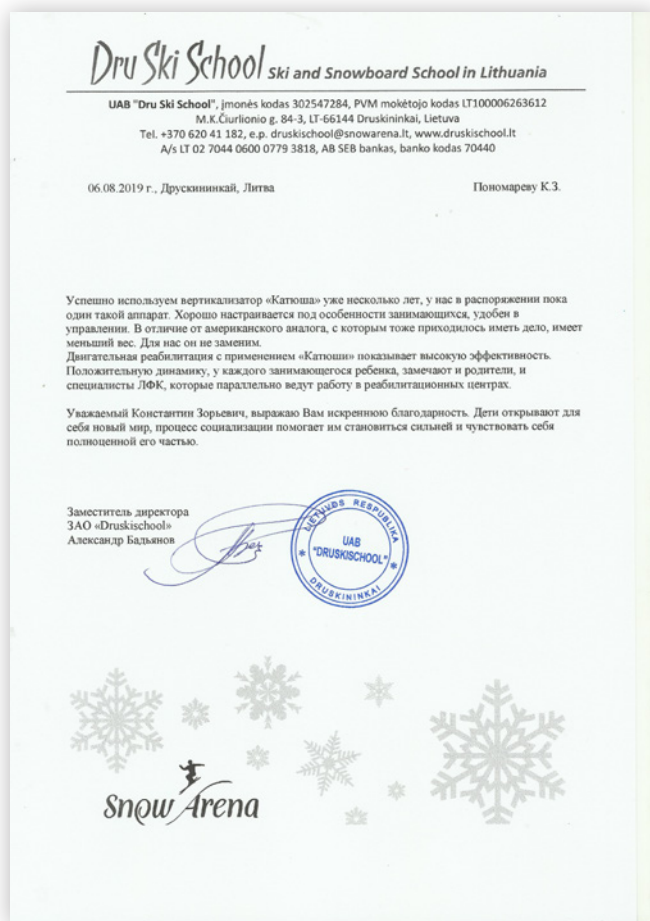 Dru Ski School Ski and Snowboard School in Lithuania
UAB "Dru Ski School", įmonės kodas 302547284, PVM mokėtojo kodas LT100006263612
M.K.Čiurlionio g. 84-3, LT-66144 Druskininkai, Lietuva
Tel. +370 620 41 182, e.p. druskischool@snowarena.lt, www.druskischool.lt
A/s LT 02 7044 0600 0779 3818, AB SEB bankas, banko kodas 70440
06.08.2019 г., Друскининкай, Литва
Пономареву К.З.
Успешно используем вертикализатор «Катюша» уже несколько лет, у нас в распоряжении пока
один такой аппарат. Хорошо настраивается под особенности занимающихся, удобен в
управлении. В отличие от американского аналога, с которым тоже приходилось иметь дело, имеет
меньший вес. Для нас он не заменим.
Двигательная реабилитация с применением «Катюши» показывает высокую эффективность.
Положительную динамику, у каждого занимающегося ребенка, замечают и родители, и
специалисты ЛФК, которые параллельно ведут работу в реабилитационных центрах.
Уважаемый Константин Зорьевич, выражаю Вам искреннюю благодарность. Дети открывают для
себя новый мир, процесс социализации помогает им становиться сильней и чувствовать себя
полноценной его частью.
Заместитель директора
ЗАО «Druskischool»
Александр Бадьянов
LIETUVOS RESPUBLIKA
UAB
"DRUSKISCHOOL"
DRUSKININKAI
Snow Arena